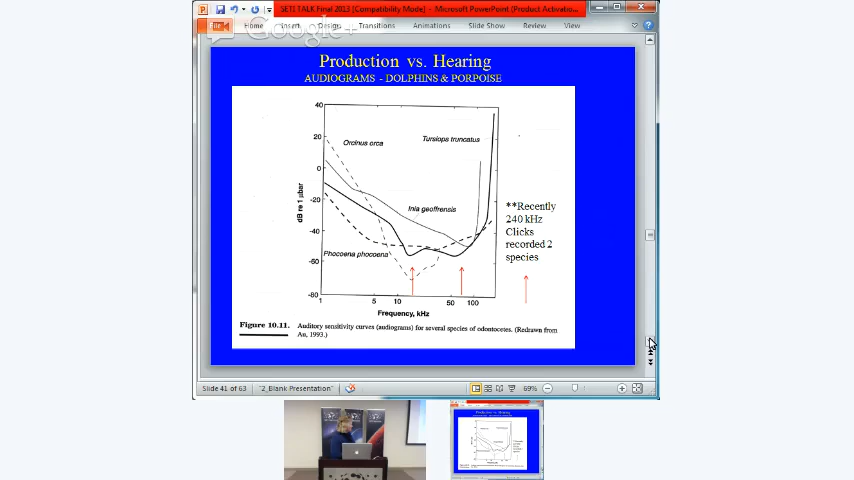 SETI TALK Final 2013 [Compatibility Mode] - Microsoft PowerPoint (Product Activatio...
Home Insert Design Transitions Animations Slide Show Review View
Google+
Production vs. Hearing
AUDIOGRAMS - DOLPHINS & PORPOISE
40
20
0
-20
-40
-60
-80
dB re 1 μbar
Orcinus orca
Tursiops truncatus
Inia geoffrensis
Phocoena phocoena
1 5 10 50 100
Frequency, kHz
**Recently
240 kHz
Clicks
recorded 2
species
Figure 10.11. Auditory sensitivity curves (audiograms) for several species of odontocetes. (Redrawn from
Au, 1993.)
Slide 41 of 63 "2_Blank Presentation" 69%
Production vs. Hearing